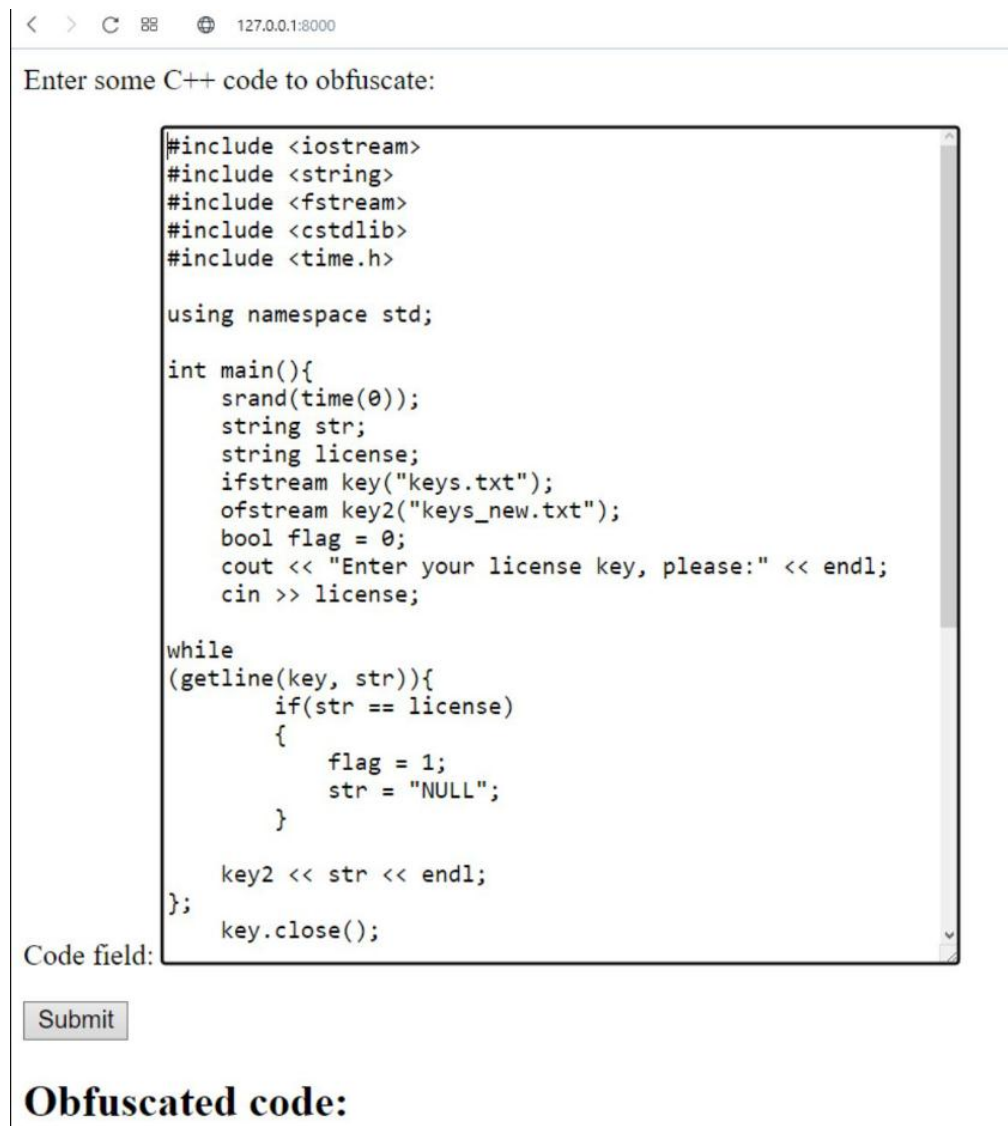 127.0.0.1:8000
Enter some C++ code to obfuscate:
#include <iostream>
#include <string>
#include <fstream>
#include <cstdlib>
#include <time.h>
using namespace std;
int main(){
    srand(time(0));
    string str;
    string license;
    ifstream key("keys.txt");
    ofstream key2("keys_new.txt");
    bool flag = 0;
    cout << "Enter your license key, please:" << endl;
    cin >> license;
while
(getline(key, str)){
        if(str == license)
        {
            flag = 1;
            str = "NULL";
        }
    key2 << str << endl;
};
    key.close();
Code field:
Submit
Obfuscated code: